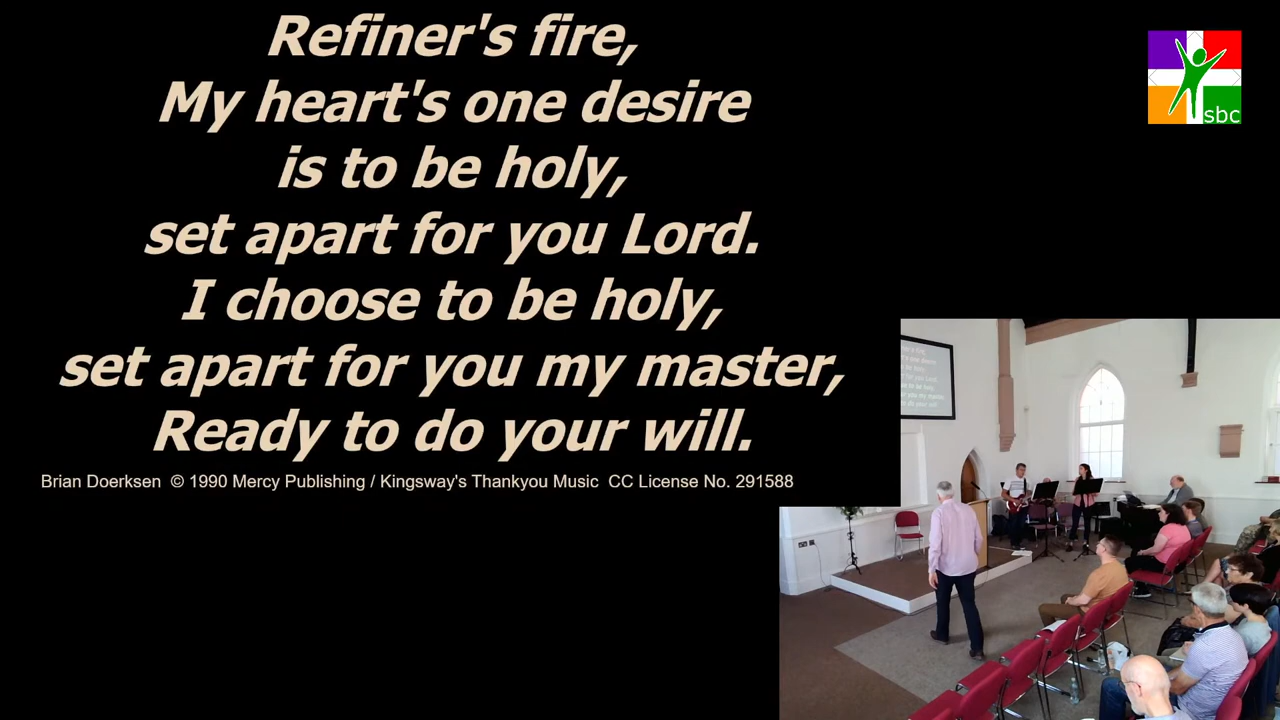 Refiner's fire,
My heart's one desire
is to be holy,
set apart for you Lord.
I choose to be holy,
set apart for you my master,
Ready to do your will.
Brian Doerksen © 1990 Mercy Publishing / Kingsway's Thankyou Music CC License No. 291588
sbc